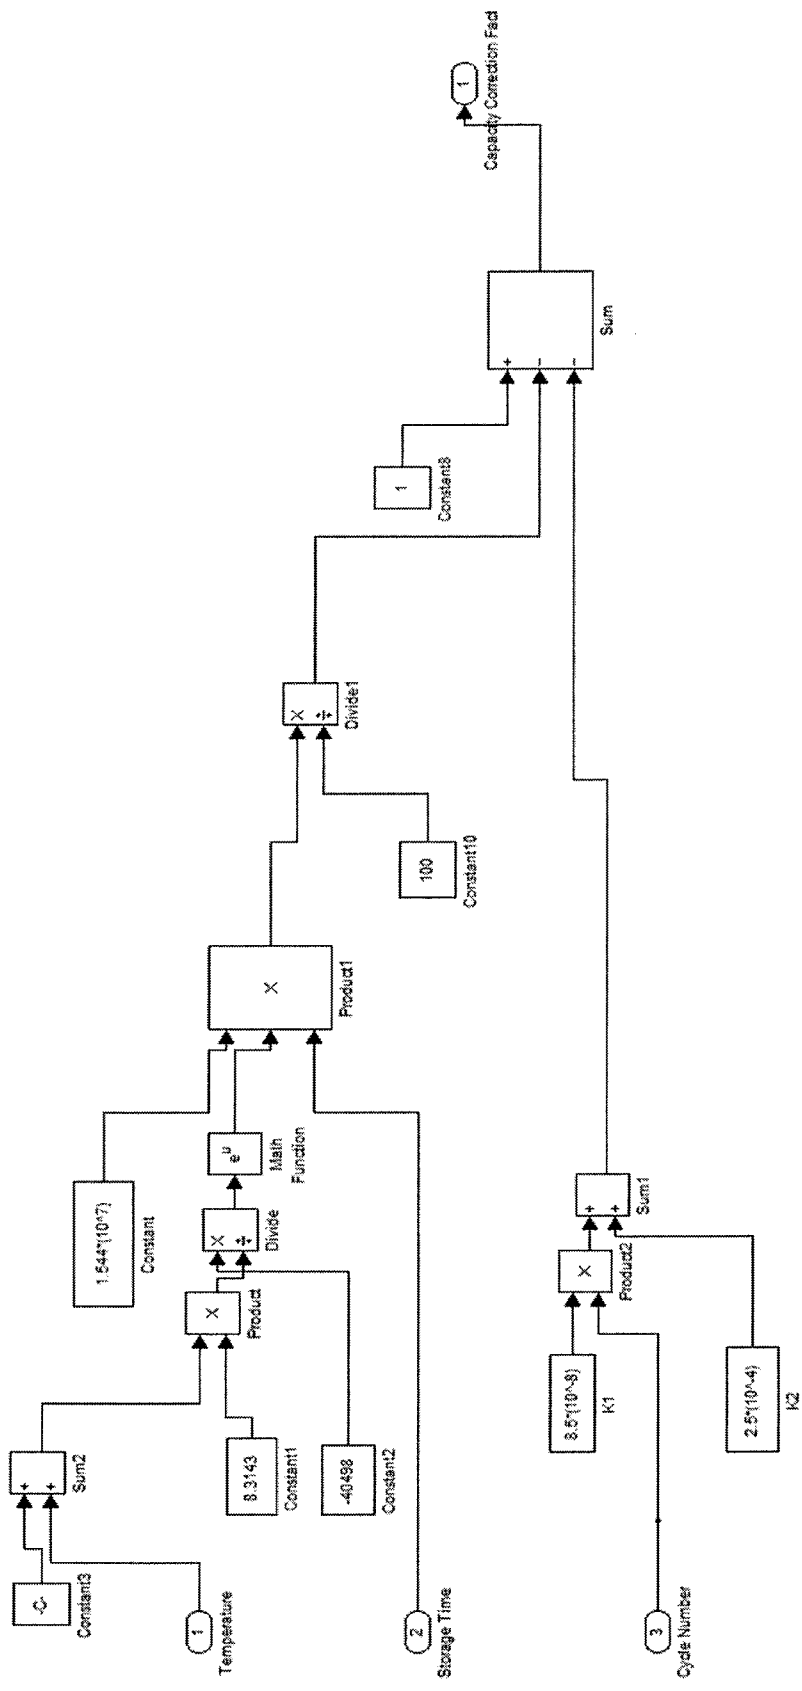 -C-
Constant3
+
+
Sum2
1
Temperature
8.3143
Constant1
-40498
Constant2
×
Product
×
÷
Divide
e^u
Math
Function
1.544*(10^7)
Constant
2
Storage Time
×
Product1
100
Constant10
×
÷
Divide1
1
Constant8
+
−
−
Sum
1
Capacity Correction Fact
8.5*(10^-8)
K1
3
Cycle Number
×
Product2
+
+
Sum1
2.5*(10^-4)
K2